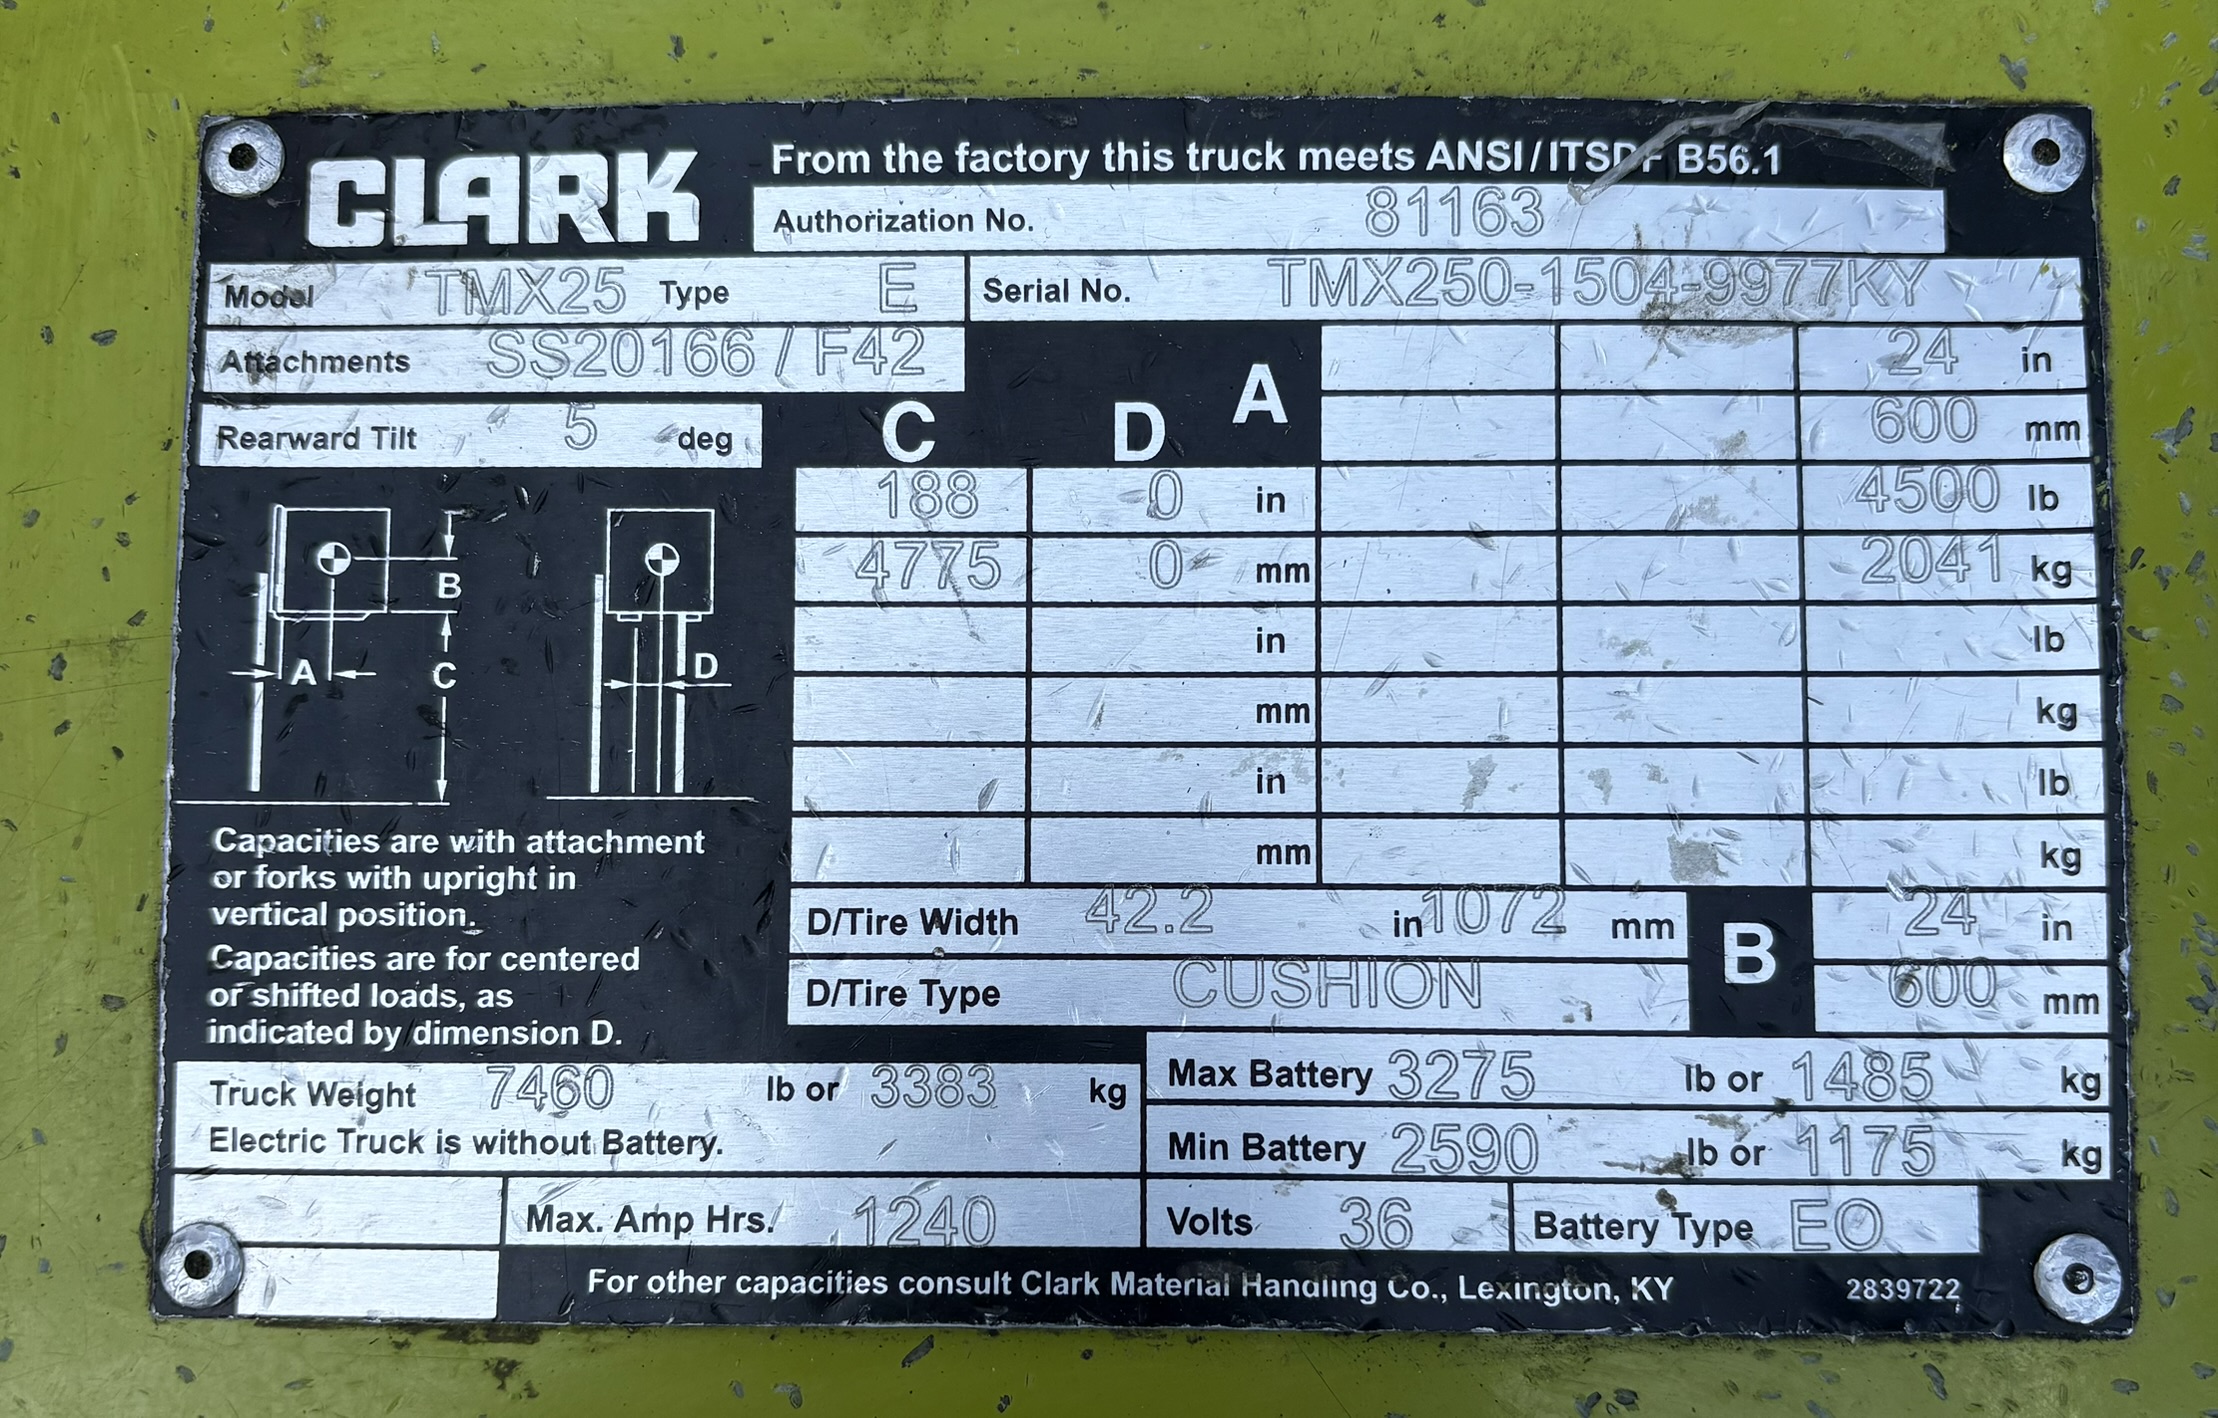 CLARK
From the factory this truck meets ANSI/ITSDF B56.1
Authorization No. 81163
Model TMX25 Type E Serial No. TMX250-1504-9977KY
Attachments SS20166 / F42
Rearward Tilt 5 deg
C D A
24 in
600 mm
188 0 in 4500 lb
4775 0 mm 2041 kg
in lb
mm kg
in lb
mm kg
B
A C D
Capacities are with attachment
or forks with upright in
vertical position.
Capacities are for centered
or shifted loads, as
indicated by dimension D.
D/Tire Width 42.2 in 1072 mm B 24 in
D/Tire Type CUSHION 600 mm
Truck Weight 7460 lb or 3383 kg
Electric Truck is without Battery.
Max Battery 3275 lb or 1485 kg
Min Battery 2590 lb or 1175 kg
Max. Amp Hrs. 1240 Volts 36 Battery Type EO
For other capacities consult Clark Material Handling Co., Lexington, KY 2839722